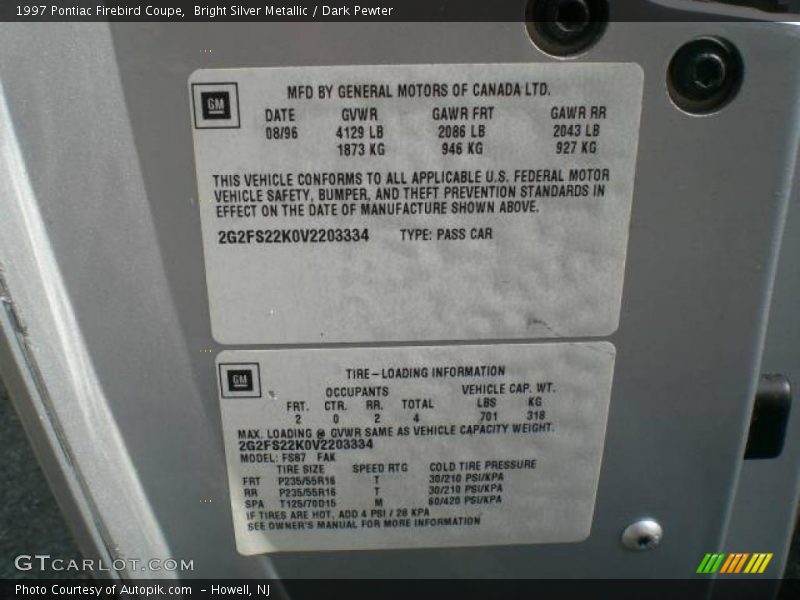 1997 Pontiac Firebird Coupe,  Bright Silver Metallic / Dark Pewter
GM
MFD BY GENERAL MOTORS OF CANADA LTD.
DATE GVWR GAWR FRT GAWR RR
08/96 4129 LB 2086 LB 2043 LB
1873 KG 946 KG 927 KG
THIS VEHICLE CONFORMS TO ALL APPLICABLE U.S. FEDERAL MOTOR
VEHICLE SAFETY, BUMPER, AND THEFT PREVENTION STANDARDS IN
EFFECT ON THE DATE OF MANUFACTURE SHOWN ABOVE.
2G2FS22K0V2203334 TYPE: PASS CAR
GM
TIRE-LOADING INFORMATION
OCCUPANTS VEHICLE CAP. WT.
FRT. CTR. RR. TOTAL LBS KG
2 0 2 4 701 318
MAX. LOADING @ GVWR SAME AS VEHICLE CAPACITY WEIGHT.
2G2FS22K0V2203334
MODEL: FS87 FAK
TIRE SIZE SPEED RTG COLD TIRE PRESSURE
FRT P235/55R16 T 30/210 PSI/KPA
RR P235/55R16 T 30/210 PSI/KPA
SPA T125/70D15 M 60/420 PSI/KPA
IF TIRES ARE HOT, ADD 4 PSI / 28 KPA
SEE OWNER'S MANUAL FOR MORE INFORMATION
GTCARLOT.COM
Photo Courtesy of Autopik.com  – Howell, NJ